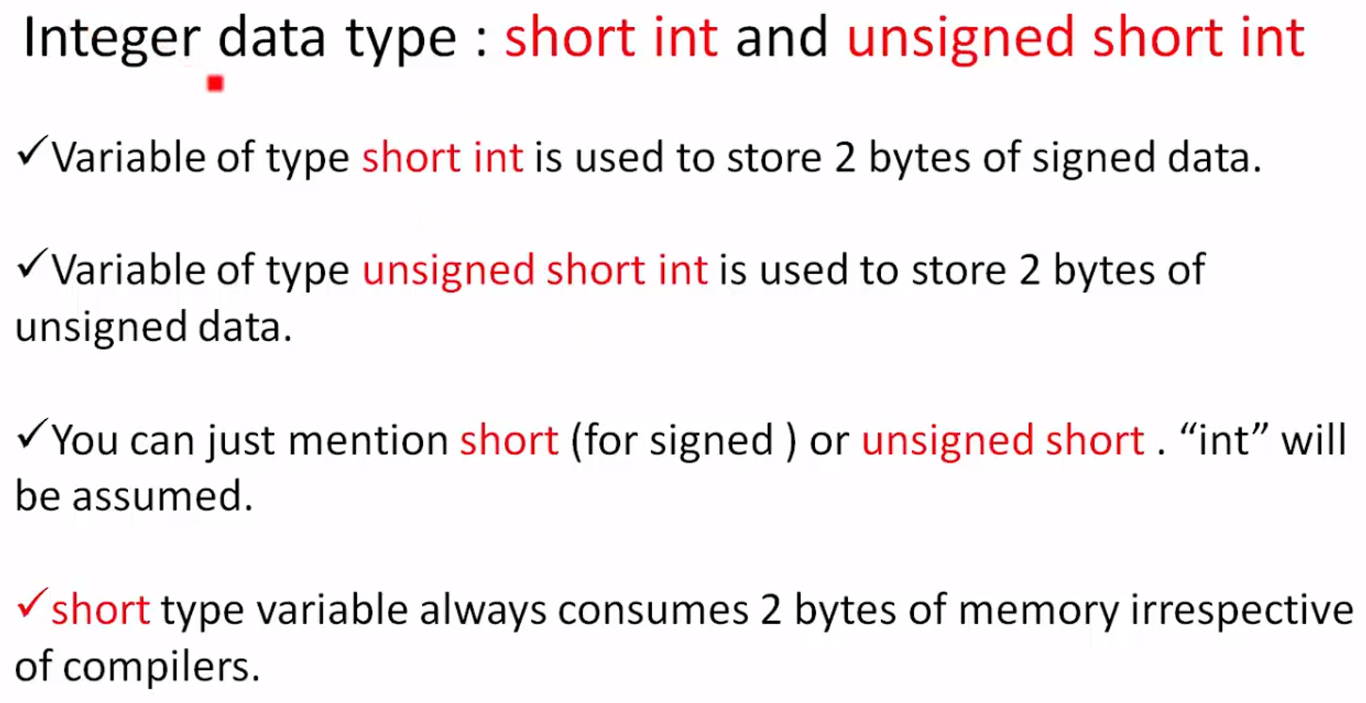 Integer data type : short int and unsigned short int
✓Variable of type short int is used to store 2 bytes of signed data.
✓Variable of type unsigned short int is used to store 2 bytes of
unsigned data.
✓You can just mention short (for signed ) or unsigned short . “int” will
be assumed.
✓short type variable always consumes 2 bytes of memory irrespective
of compilers.